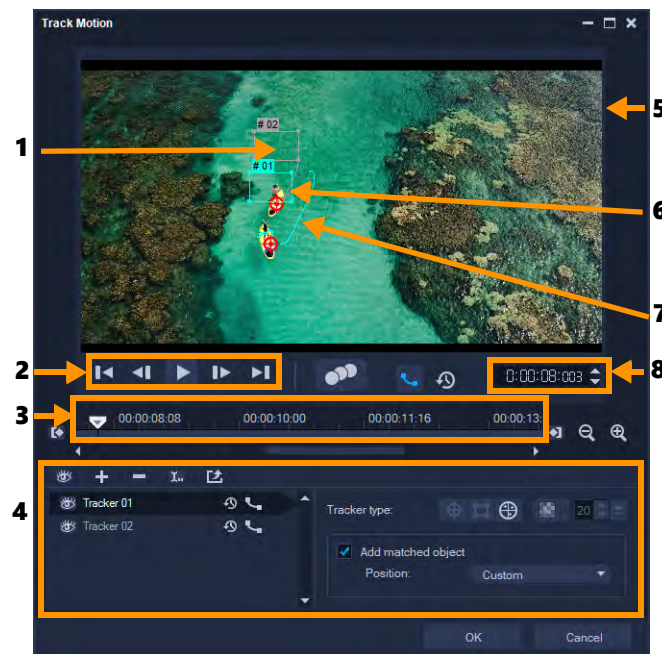 Track Motion
# 02
1
5
# 01
6
7
2
0:00:08:003
8
3
00:00:08:08 00:00:10:00 00:00:11:16 00:00:13:
4
Tracker 01
Tracker 02
Tracker type:
20
Add matched object
Position: Custom
OK Cancel